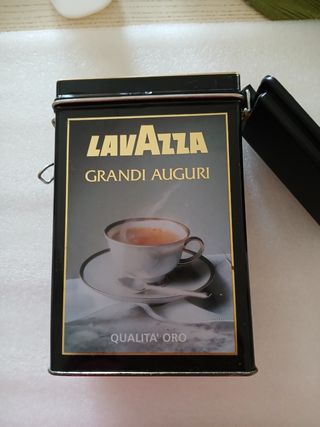 LAVAZZA
GRANDI AUGURI
QUALITA' ORO